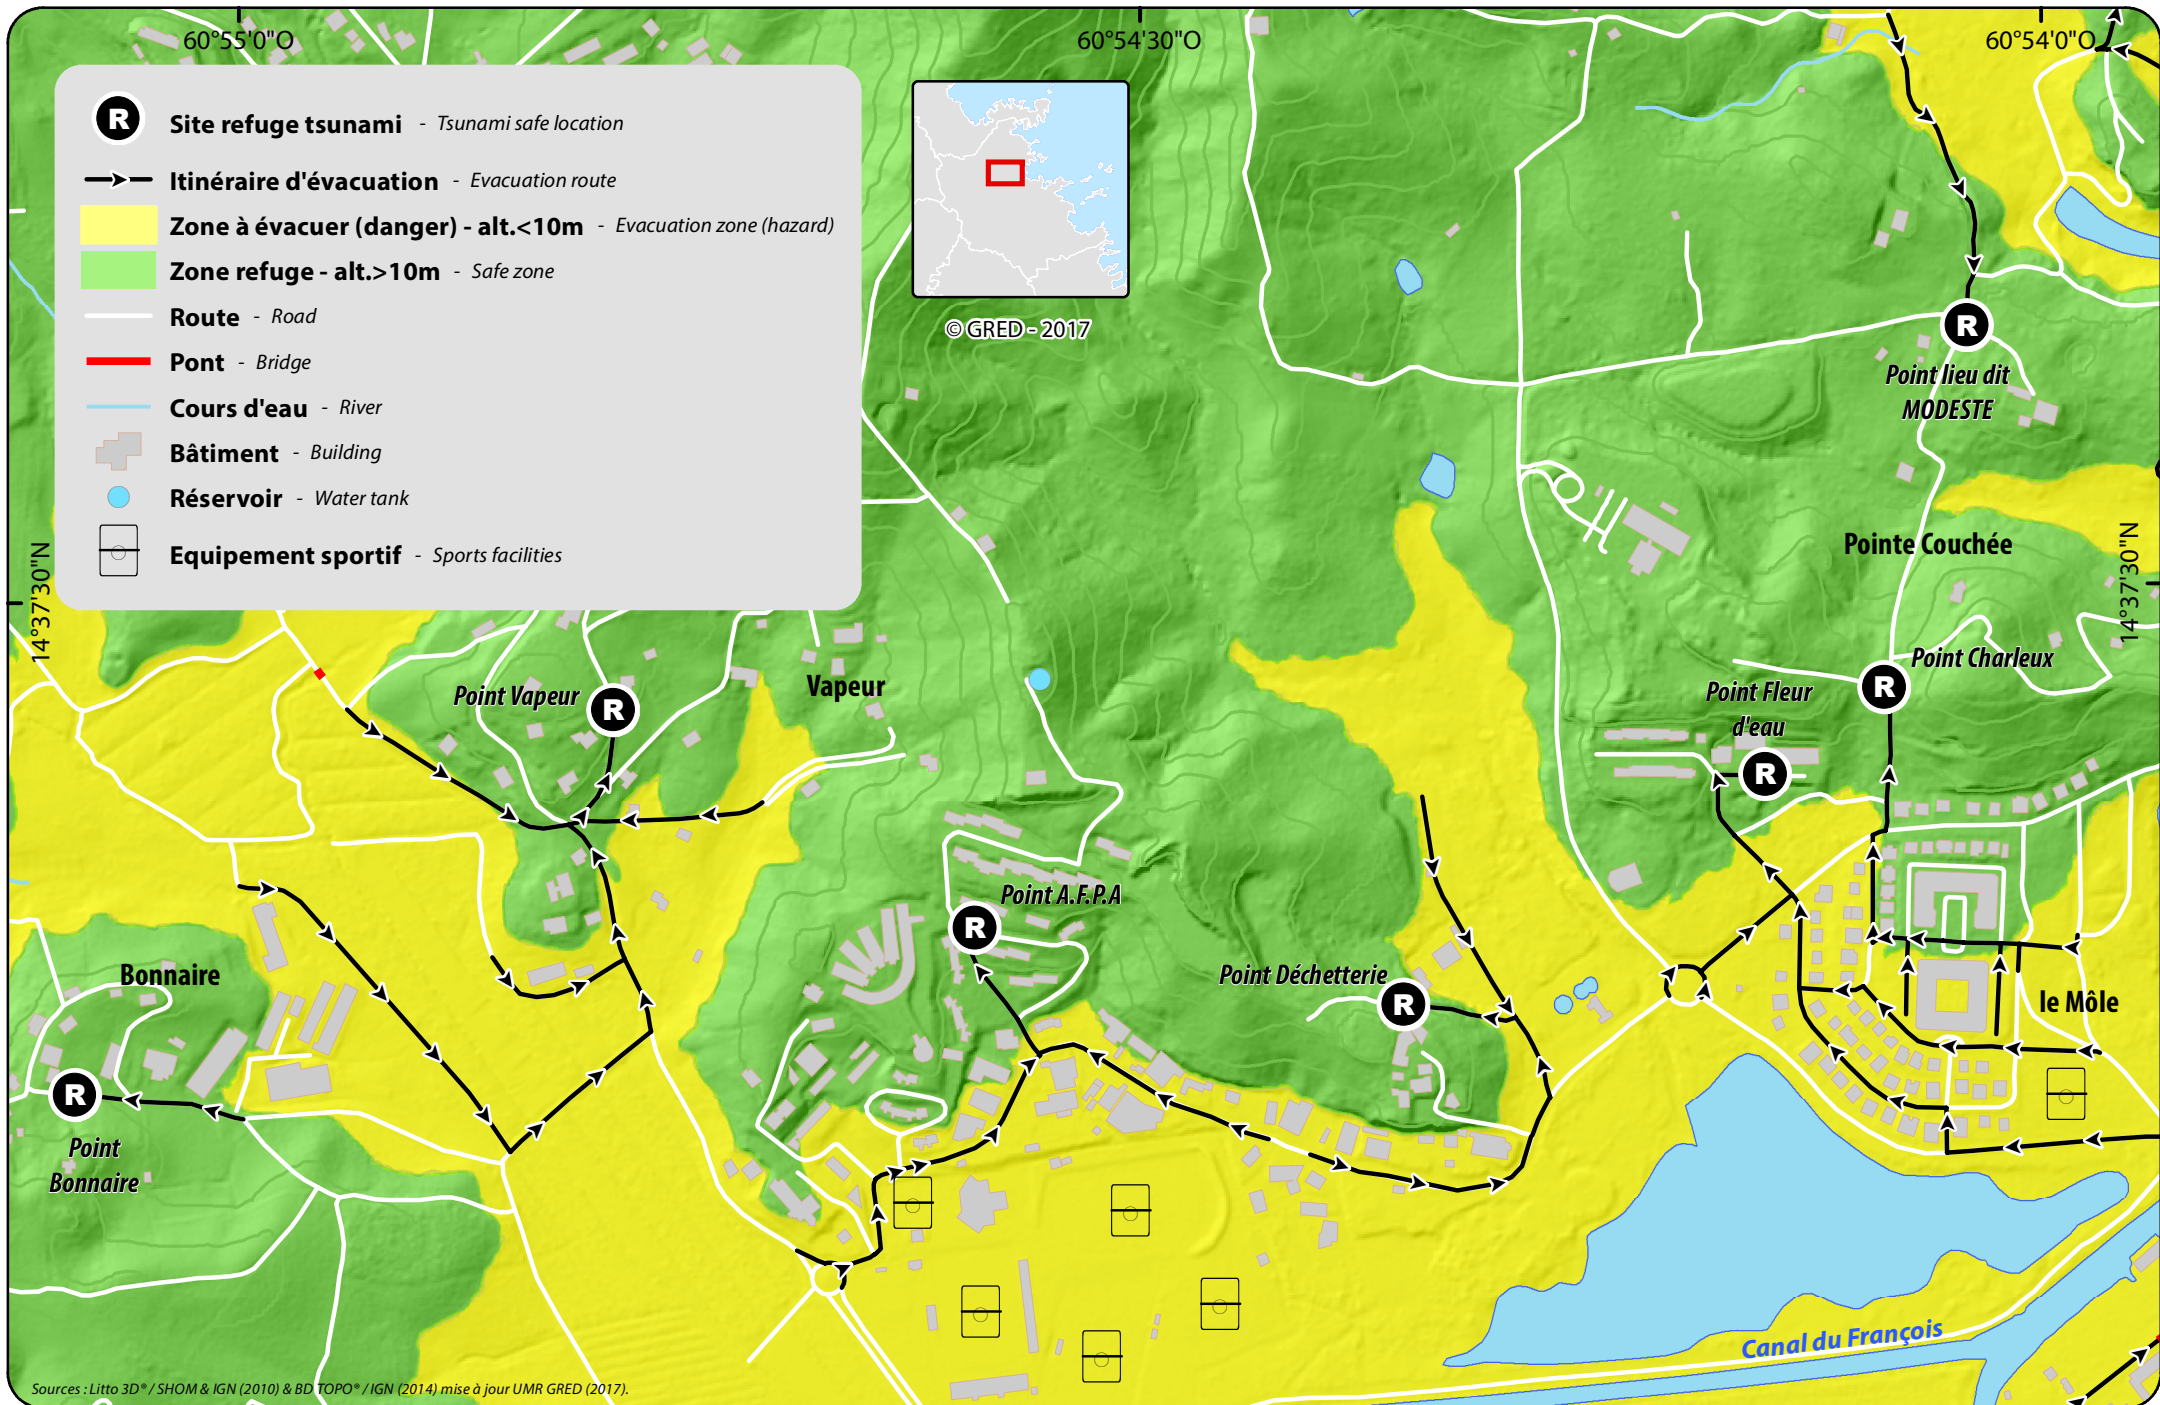 60°55'0"O
60°54'30"O
60°54'0"O
R Site refuge tsunami - Tsunami safe location
Itinéraire d'évacuation - Evacuation route
Zone à évacuer (danger) - alt.<10m - Evacuation zone (hazard)
Zone refuge - alt.>10m - Safe zone
Route - Road
Pont - Bridge
Cours d'eau - River
Bâtiment - Building
Réservoir - Water tank
Equipement sportif - Sports facilities
© GRED - 2017
R
Point lieu dit
MODESTE
Pointe Couchée
14°37'30"N
14°37'30"N
Point Charleux
R
Point Fleur
d'eau
R
Point Vapeur
R
Vapeur
Point A.F.P.A
R
Point Déchetterie
R
le Môle
Bonnaire
R
Point
Bonnaire
Canal du François
Sources : Litto 3D® / SHOM & IGN (2010) & BD TOPO® / IGN (2014) mise à jour UMR GRED (2017).